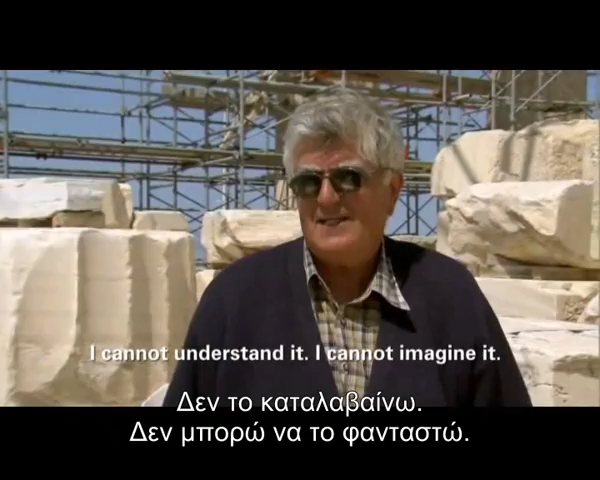 I cannot understand it. I cannot imagine it.
Δεν το καταλαβαίνω.
Δεν μπορώ να το φανταστώ.